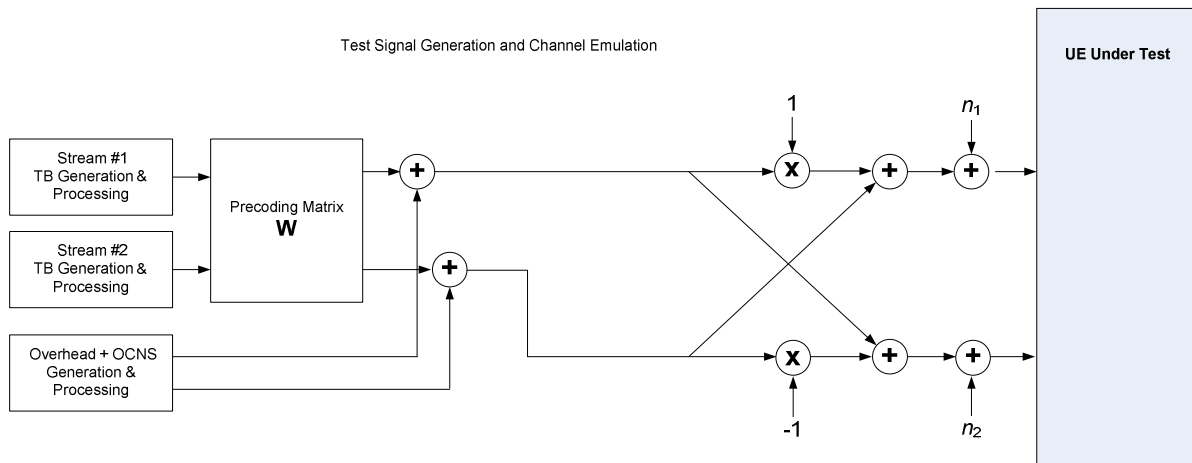 Test Signal Generation and Channel Emulation
UE Under Test
1
n1
Stream #1
TB Generation &
Processing
+
x
+
+
Precoding Matrix
W
Stream #2
TB Generation &
Processing
+
Overhead + OCNS
Generation &
Processing
x
+
+
-1
n2